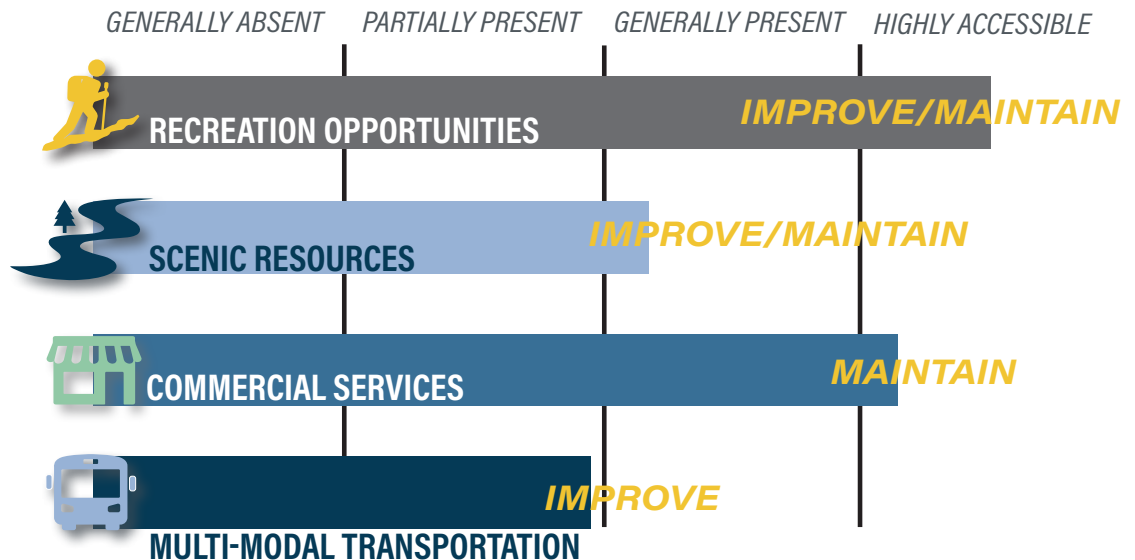 GENERALLY ABSENT PARTIALLY PRESENT GENERALLY PRESENT HIGHLY ACCESSIBLE
IMPROVE/MAINTAIN
RECREATION OPPORTUNITIES
IMPROVE/MAINTAIN
SCENIC RESOURCES
MAINTAIN
COMMERCIAL SERVICES
IMPROVE
MULTI-MODAL TRANSPORTATION